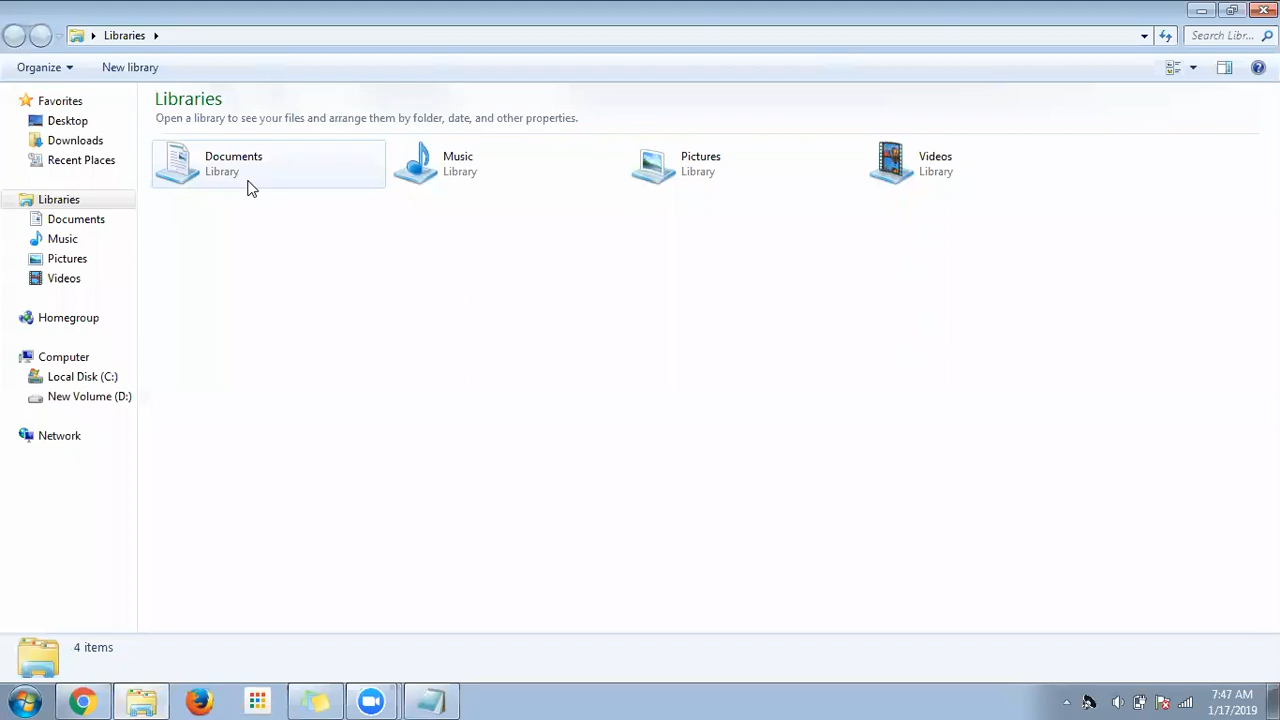 Libraries
Search Libr...
Organize
New library
Favorites
Desktop
Downloads
Recent Places
Libraries
Documents
Music
Pictures
Videos
Homegroup
Computer
Local Disk (C:)
New Volume (D:)
Network
Libraries
Open a library to see your files and arrange them by folder, date, and other properties.
Documents
Library
Music
Library
Pictures
Library
Videos
Library
4 items
7:47 AM
1/17/2019